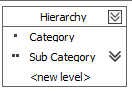 Hierarchy
Category
Sub Category
<new level>